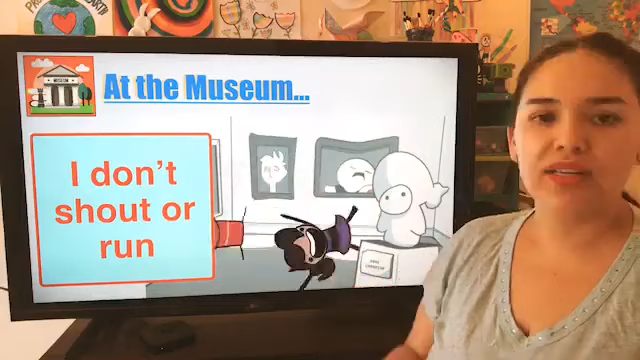 MUSEUM
At the Museum...
I don't
shout or
run